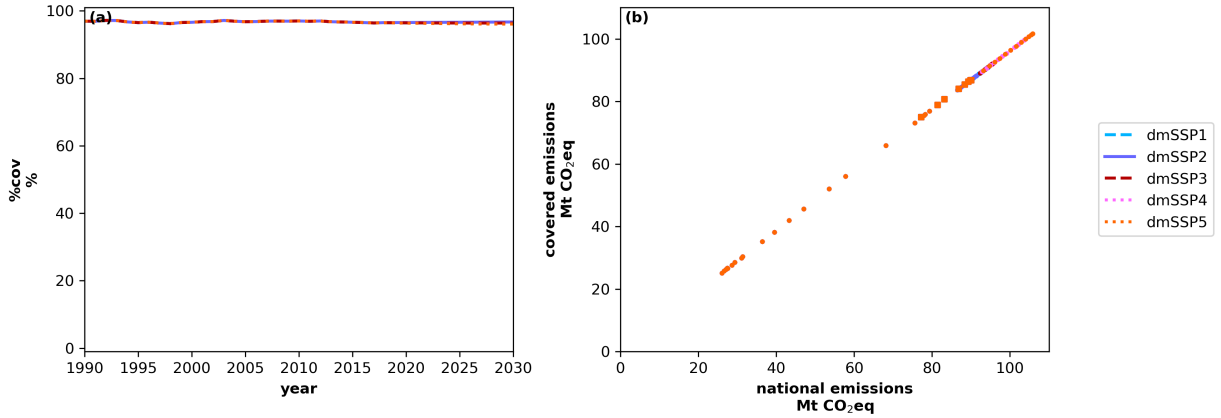 (a)
100
80
60
40
20
0
%cov
%
1990 1995 2000 2005 2010 2015 2020 2025 2030
year
(b)
100
80
60
40
20
0
covered emissions
Mt CO₂eq
0 20 40 60 80 100
national emissions
Mt CO₂eq
dmSSP1
dmSSP2
dmSSP3
dmSSP4
dmSSP5